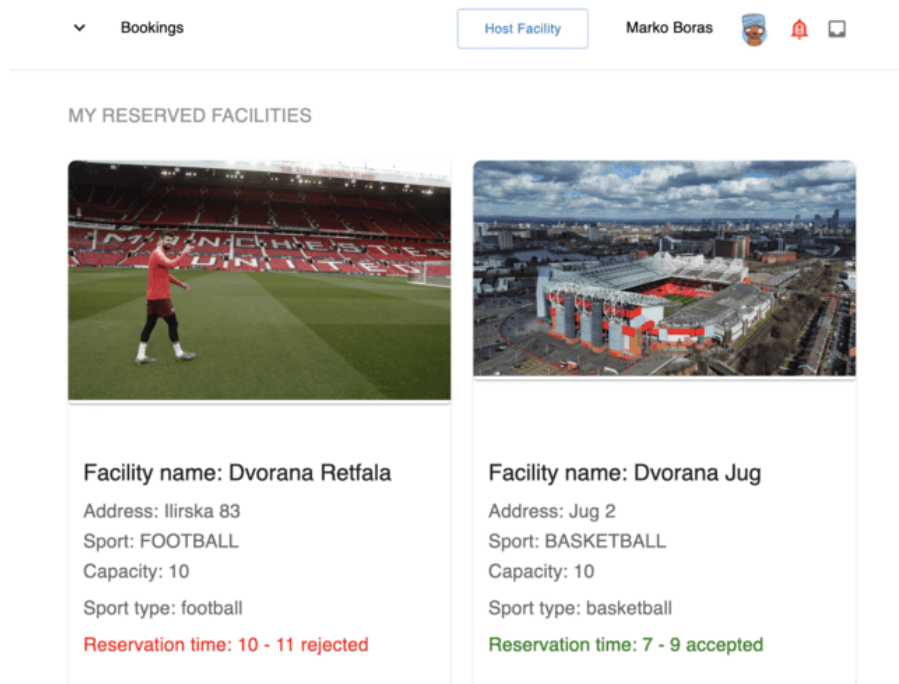 Bookings
Host Facility
Marko Boras
MY RESERVED FACILITIES
MANCHESTER
UNITED
Facility name: Dvorana Retfala
Address: Ilirska 83
Sport: FOOTBALL
Capacity: 10
Sport type: football
Reservation time: 10 - 11 rejected
Facility name: Dvorana Jug
Address: Jug 2
Sport: BASKETBALL
Capacity: 10
Sport type: basketball
Reservation time: 7 - 9 accepted